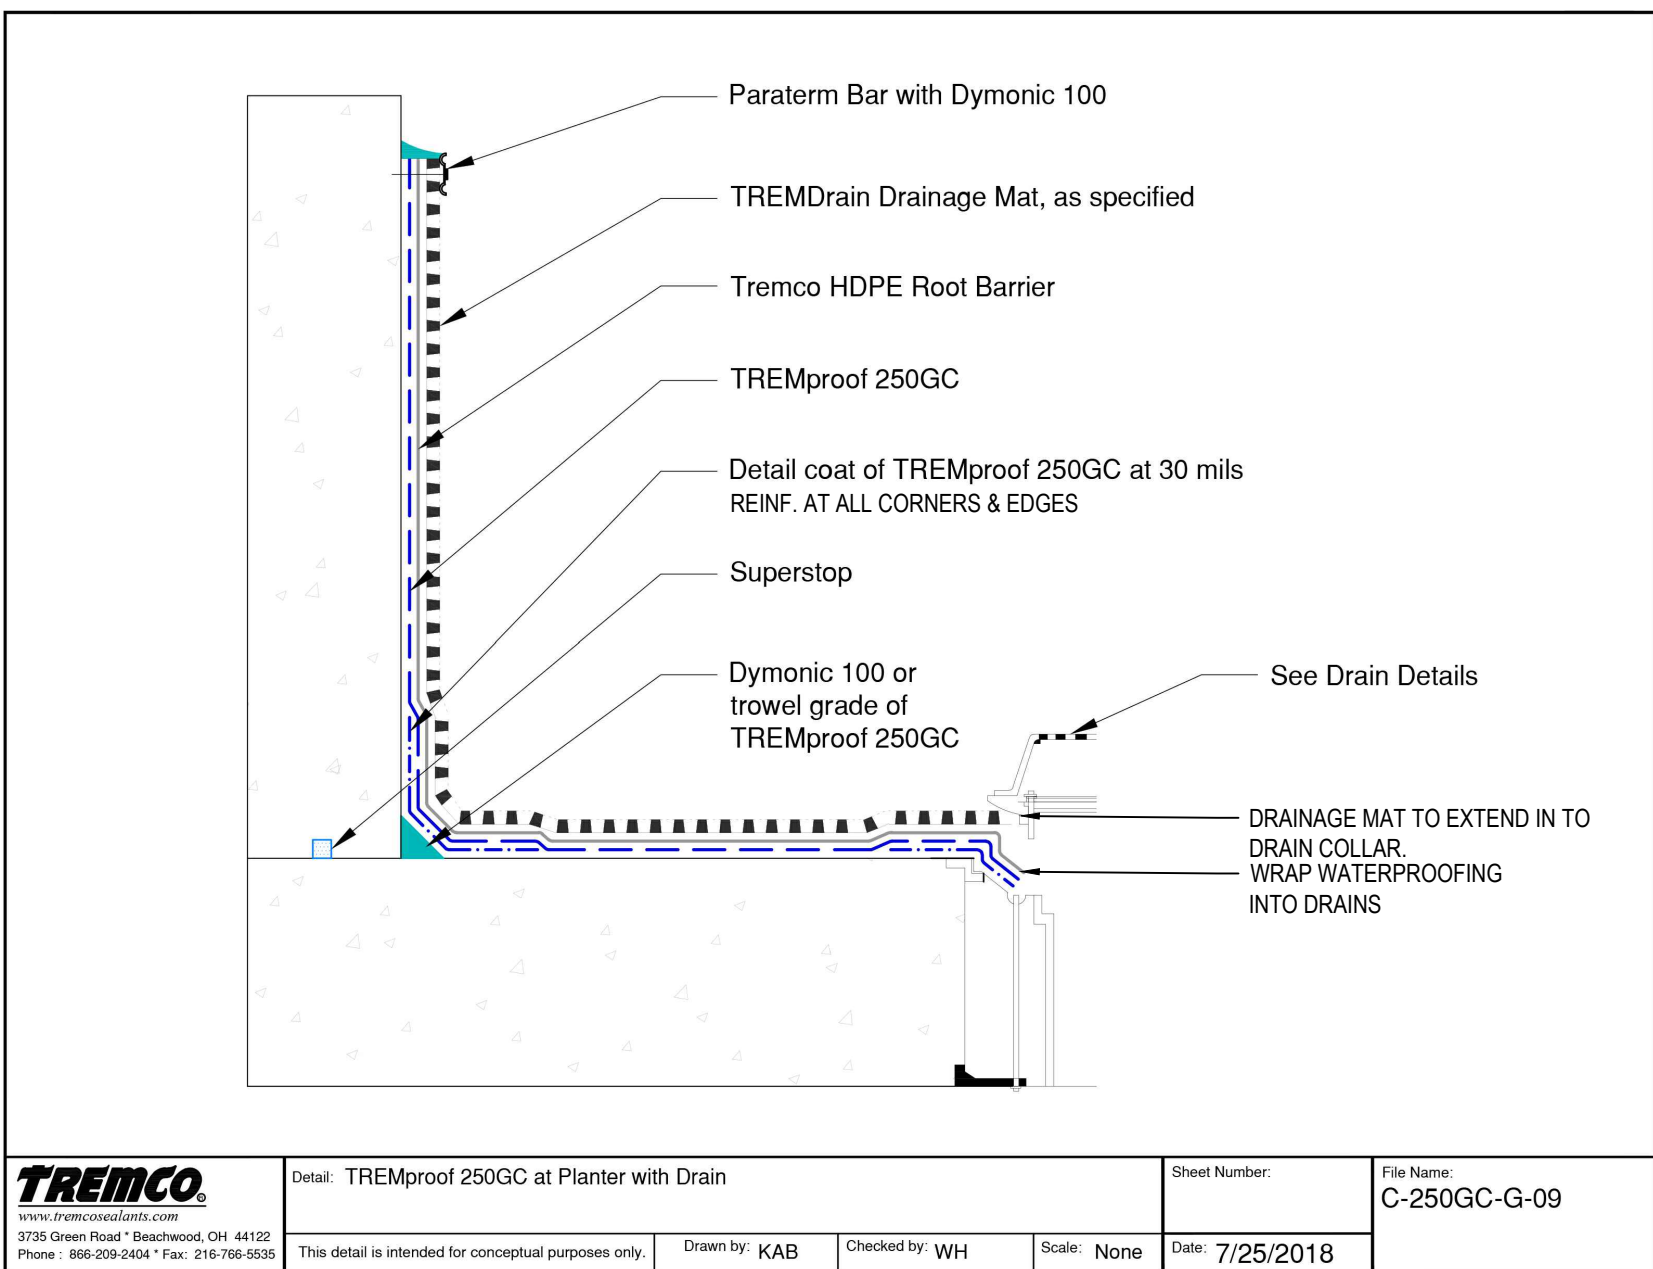 Paraterm Bar with Dymonic 100
TREMDrain Drainage Mat, as specified
Tremco HDPE Root Barrier
TREMproof 250GC
Detail coat of TREMproof 250GC at 30 mils
REINF. AT ALL CORNERS & EDGES
Superstop
Dymonic 100 or
trowel grade of
TREMproof 250GC
See Drain Details
DRAINAGE MAT TO EXTEND IN TO
DRAIN COLLAR.
WRAP WATERPROOFING
INTO DRAINS
TREMCO®
www.tremcosealants.com
3735 Green Road * Beachwood, OH 44122
Phone : 866-209-2404 * Fax: 216-766-5535
Detail: TREMproof 250GC at Planter with Drain
This detail is intended for conceptual purposes only.
Drawn by: KAB
Checked by: WH
Scale: None
Sheet Number:
Date: 7/25/2018
File Name:
C-250GC-G-09